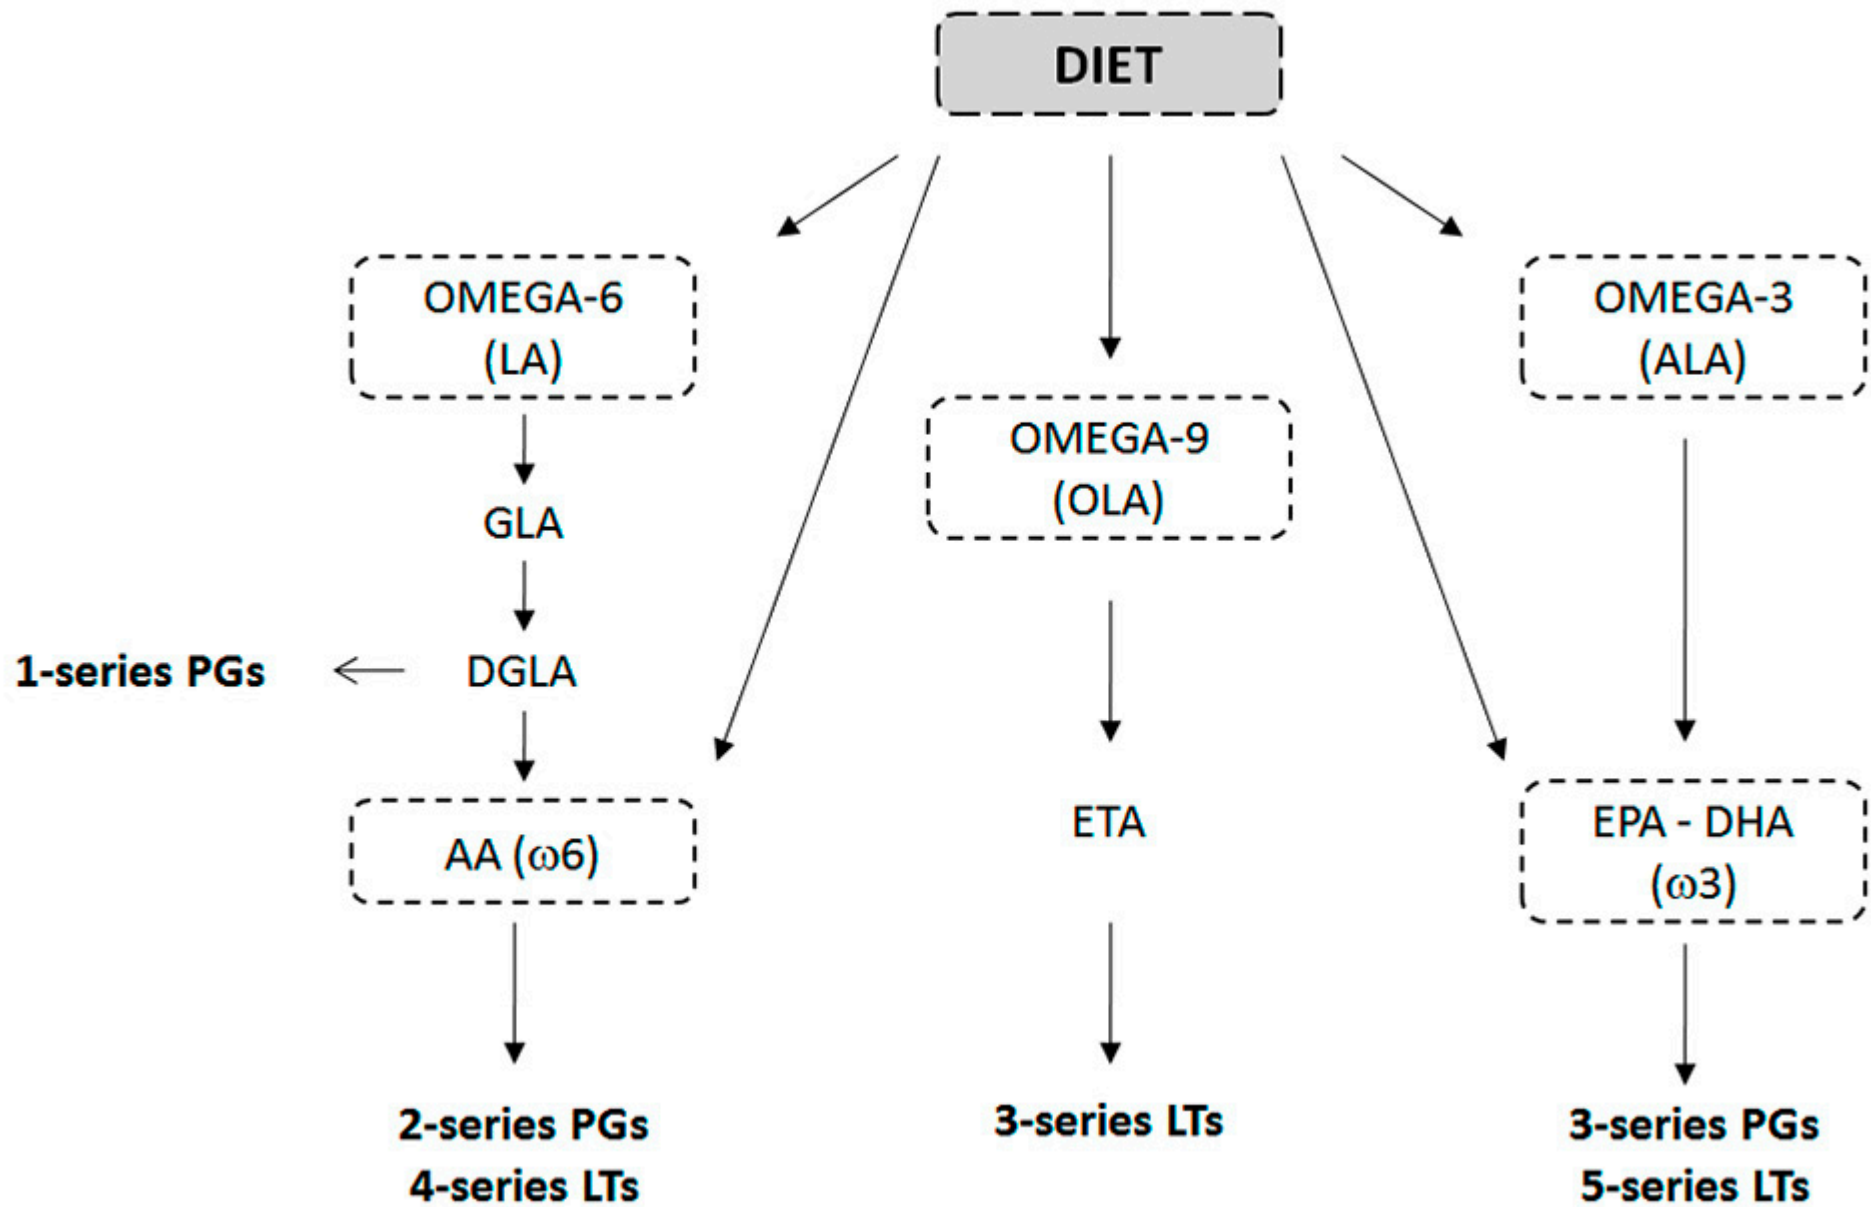 DIET
OMEGA-6
(LA)
OMEGA-3
(ALA)
OMEGA-9
(OLA)
GLA
1-series PGs
DGLA
AA (ω6)
ETA
EPA - DHA
(ω3)
2-series PGs
4-series LTs
3-series LTs
3-series PGs
5-series LTs